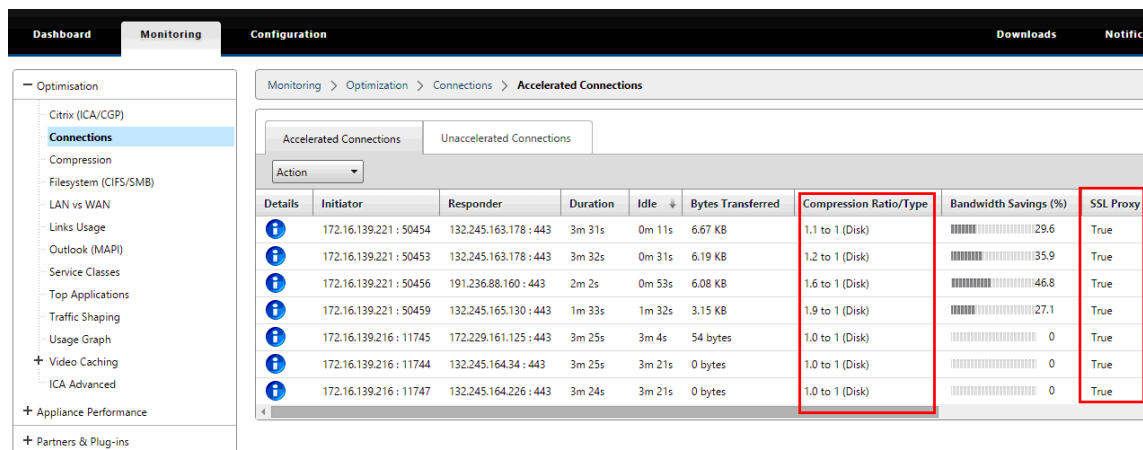 Dashboard Monitoring Configuration Downloads Notific
Optimisation
Citrix (ICA/CGP)
Connections
Compression
Filesystem (CIFS/SMB)
LAN vs WAN
Links Usage
Outlook (MAPI)
Service Classes
Top Applications
Traffic Shaping
Usage Graph
Video Caching
ICA Advanced
Appliance Performance
Partners & Plug-ins
Monitoring > Optimization > Connections > Accelerated Connections
Accelerated Connections Unaccelerated Connections
Action
Details Initiator Responder Duration Idle Bytes Transferred Compression Ratio/Type Bandwidth Savings (%) SSL Proxy
172.16.139.221 : 50454 132.245.163.178 : 443 3m 31s 0m 11s 6.67 KB 1.1 to 1 (Disk) 29.6 True
172.16.139.221 : 50453 132.245.163.178 : 443 3m 32s 0m 31s 6.19 KB 1.2 to 1 (Disk) 35.9 True
172.16.139.221 : 50456 191.236.88.160 : 443 2m 2s 0m 53s 6.08 KB 1.6 to 1 (Disk) 46.8 True
172.16.139.221 : 50459 132.245.165.130 : 443 1m 33s 1m 32s 3.15 KB 1.9 to 1 (Disk) 27.1 True
172.16.139.216 : 11745 172.229.161.125 : 443 3m 25s 3m 4s 54 bytes 1.0 to 1 (Disk) 0 True
172.16.139.216 : 11744 132.245.164.34 : 443 3m 25s 3m 21s 0 bytes 1.0 to 1 (Disk) 0 True
172.16.139.216 : 11747 132.245.164.226 : 443 3m 24s 3m 21s 0 bytes 1.0 to 1 (Disk) 0 True